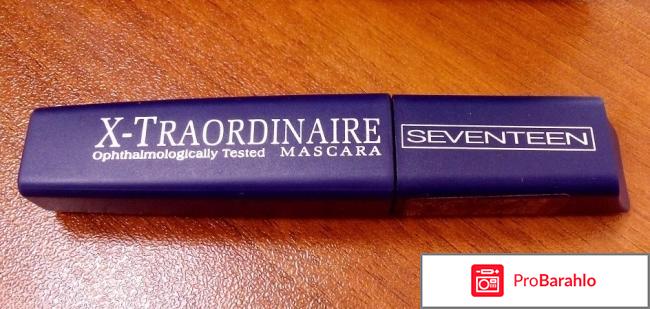 X-TRAORDINAIRE
Ophthalmologically Tested MASCARA
SEVENTEEN
ProBarahlo